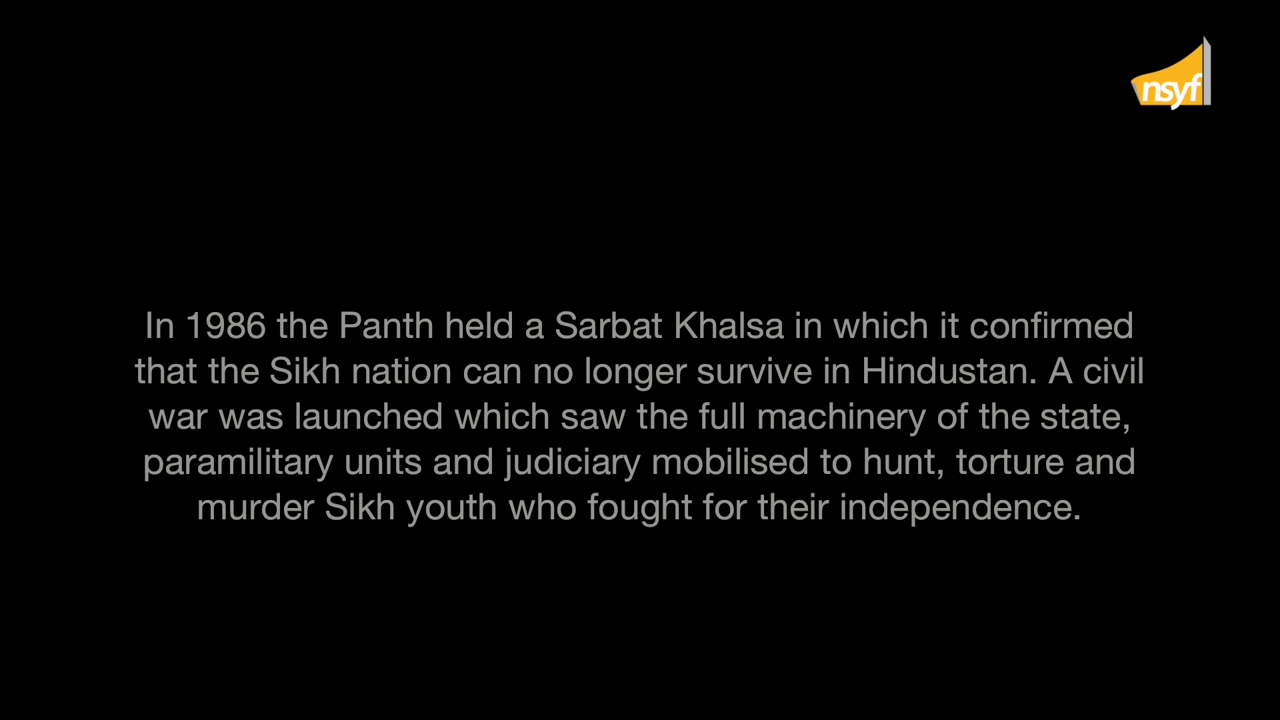 nsyf
In 1986 the Panth held a Sarbat Khalsa in which it confirmed
that the Sikh nation can no longer survive in Hindustan. A civil
war was launched which saw the full machinery of the state,
paramilitary units and judiciary mobilised to hunt, torture and
murder Sikh youth who fought for their independence.